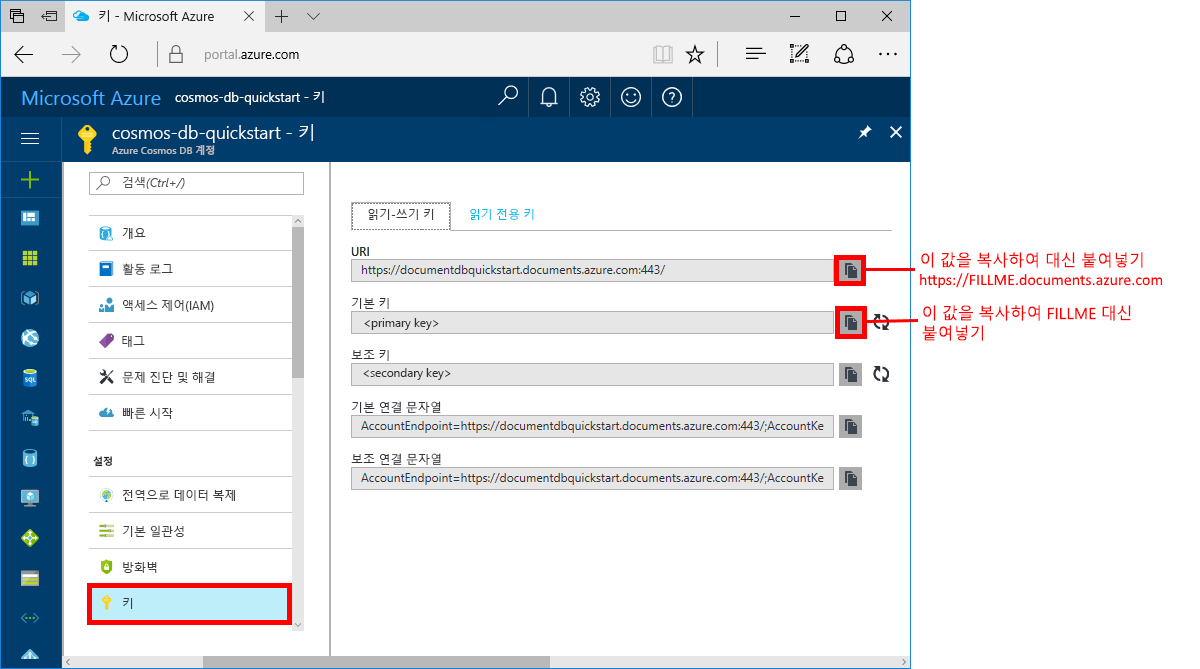 키 - Microsoft Azure
portal.azure.com
Microsoft Azure cosmos-db-quickstart - 키
cosmos-db-quickstart - 키
Azure Cosmos DB 계정
검색(Ctrl+/)
개요
활동 로그
액세스 제어(IAM)
태그
문제 진단 및 해결
빠른 시작
설정
전역으로 데이터 복제
기본 일관성
방화벽
키
SQL
읽기-쓰기 키 읽기 전용 키
URI
https://documentdbquickstart.documents.azure.com:443/
기본 키
<primary key>
보조 키
<secondary key>
기본 연결 문자열
AccountEndpoint=https://documentdbquickstart.documents.azure.com:443/;AccountKe
보조 연결 문자열
AccountEndpoint=https://documentdbquickstart.documents.azure.com:443/;AccountKe
이 값을 복사하여 대신 붙여넣기
https://FILLME.documents.azure.com
이 값을 복사하여 FILLME 대신
붙여넣기